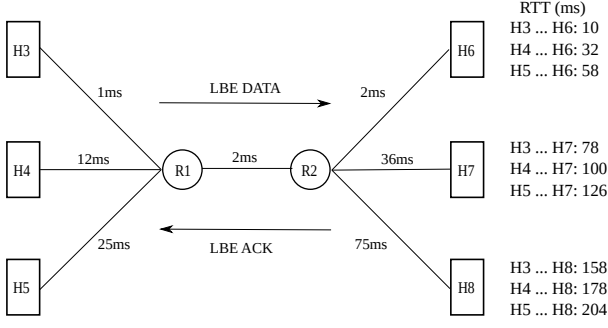 RTT (ms)
H3 ... H6: 10
H4 ... H6: 32
H5 ... H6: 58
H3
H6
1ms
LBE DATA
2ms
H3 ... H7: 78
H4 ... H7: 100
H5 ... H7: 126
H4
12ms
R1
2ms
R2
36ms
H7
25ms
LBE ACK
75ms
H5
H8
H3 ... H8: 158
H4 ... H8: 178
H5 ... H8: 204